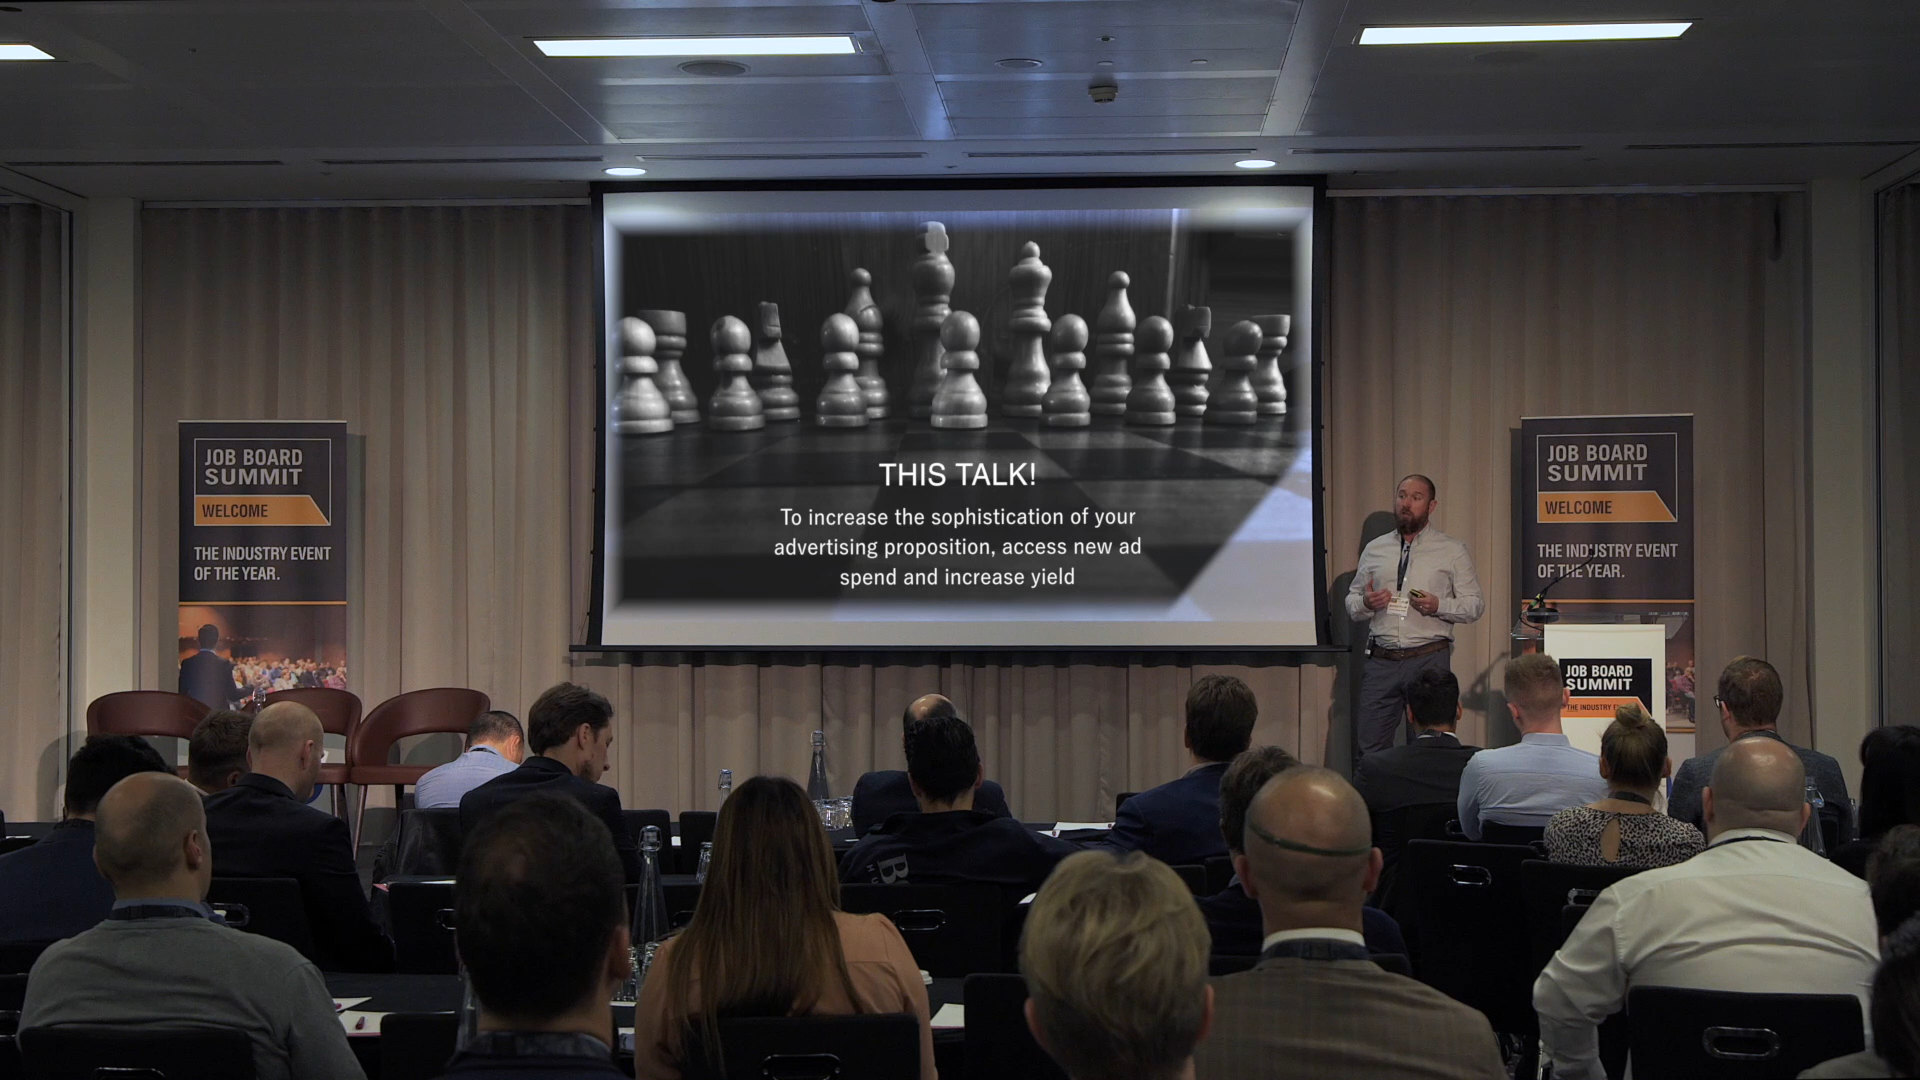 THIS TALK!
To increase the sophistication of your
advertising proposition, access new ad
spend and increase yield
JOB BOARD
SUMMIT
WELCOME
THE INDUSTRY EVENT
OF THE YEAR.
JOB BOARD
SUMMIT
WELCOME
THE INDUSTRY EVENT
OF THE YEAR.
JOB BOARD
SUMMIT
THE INDUSTRY